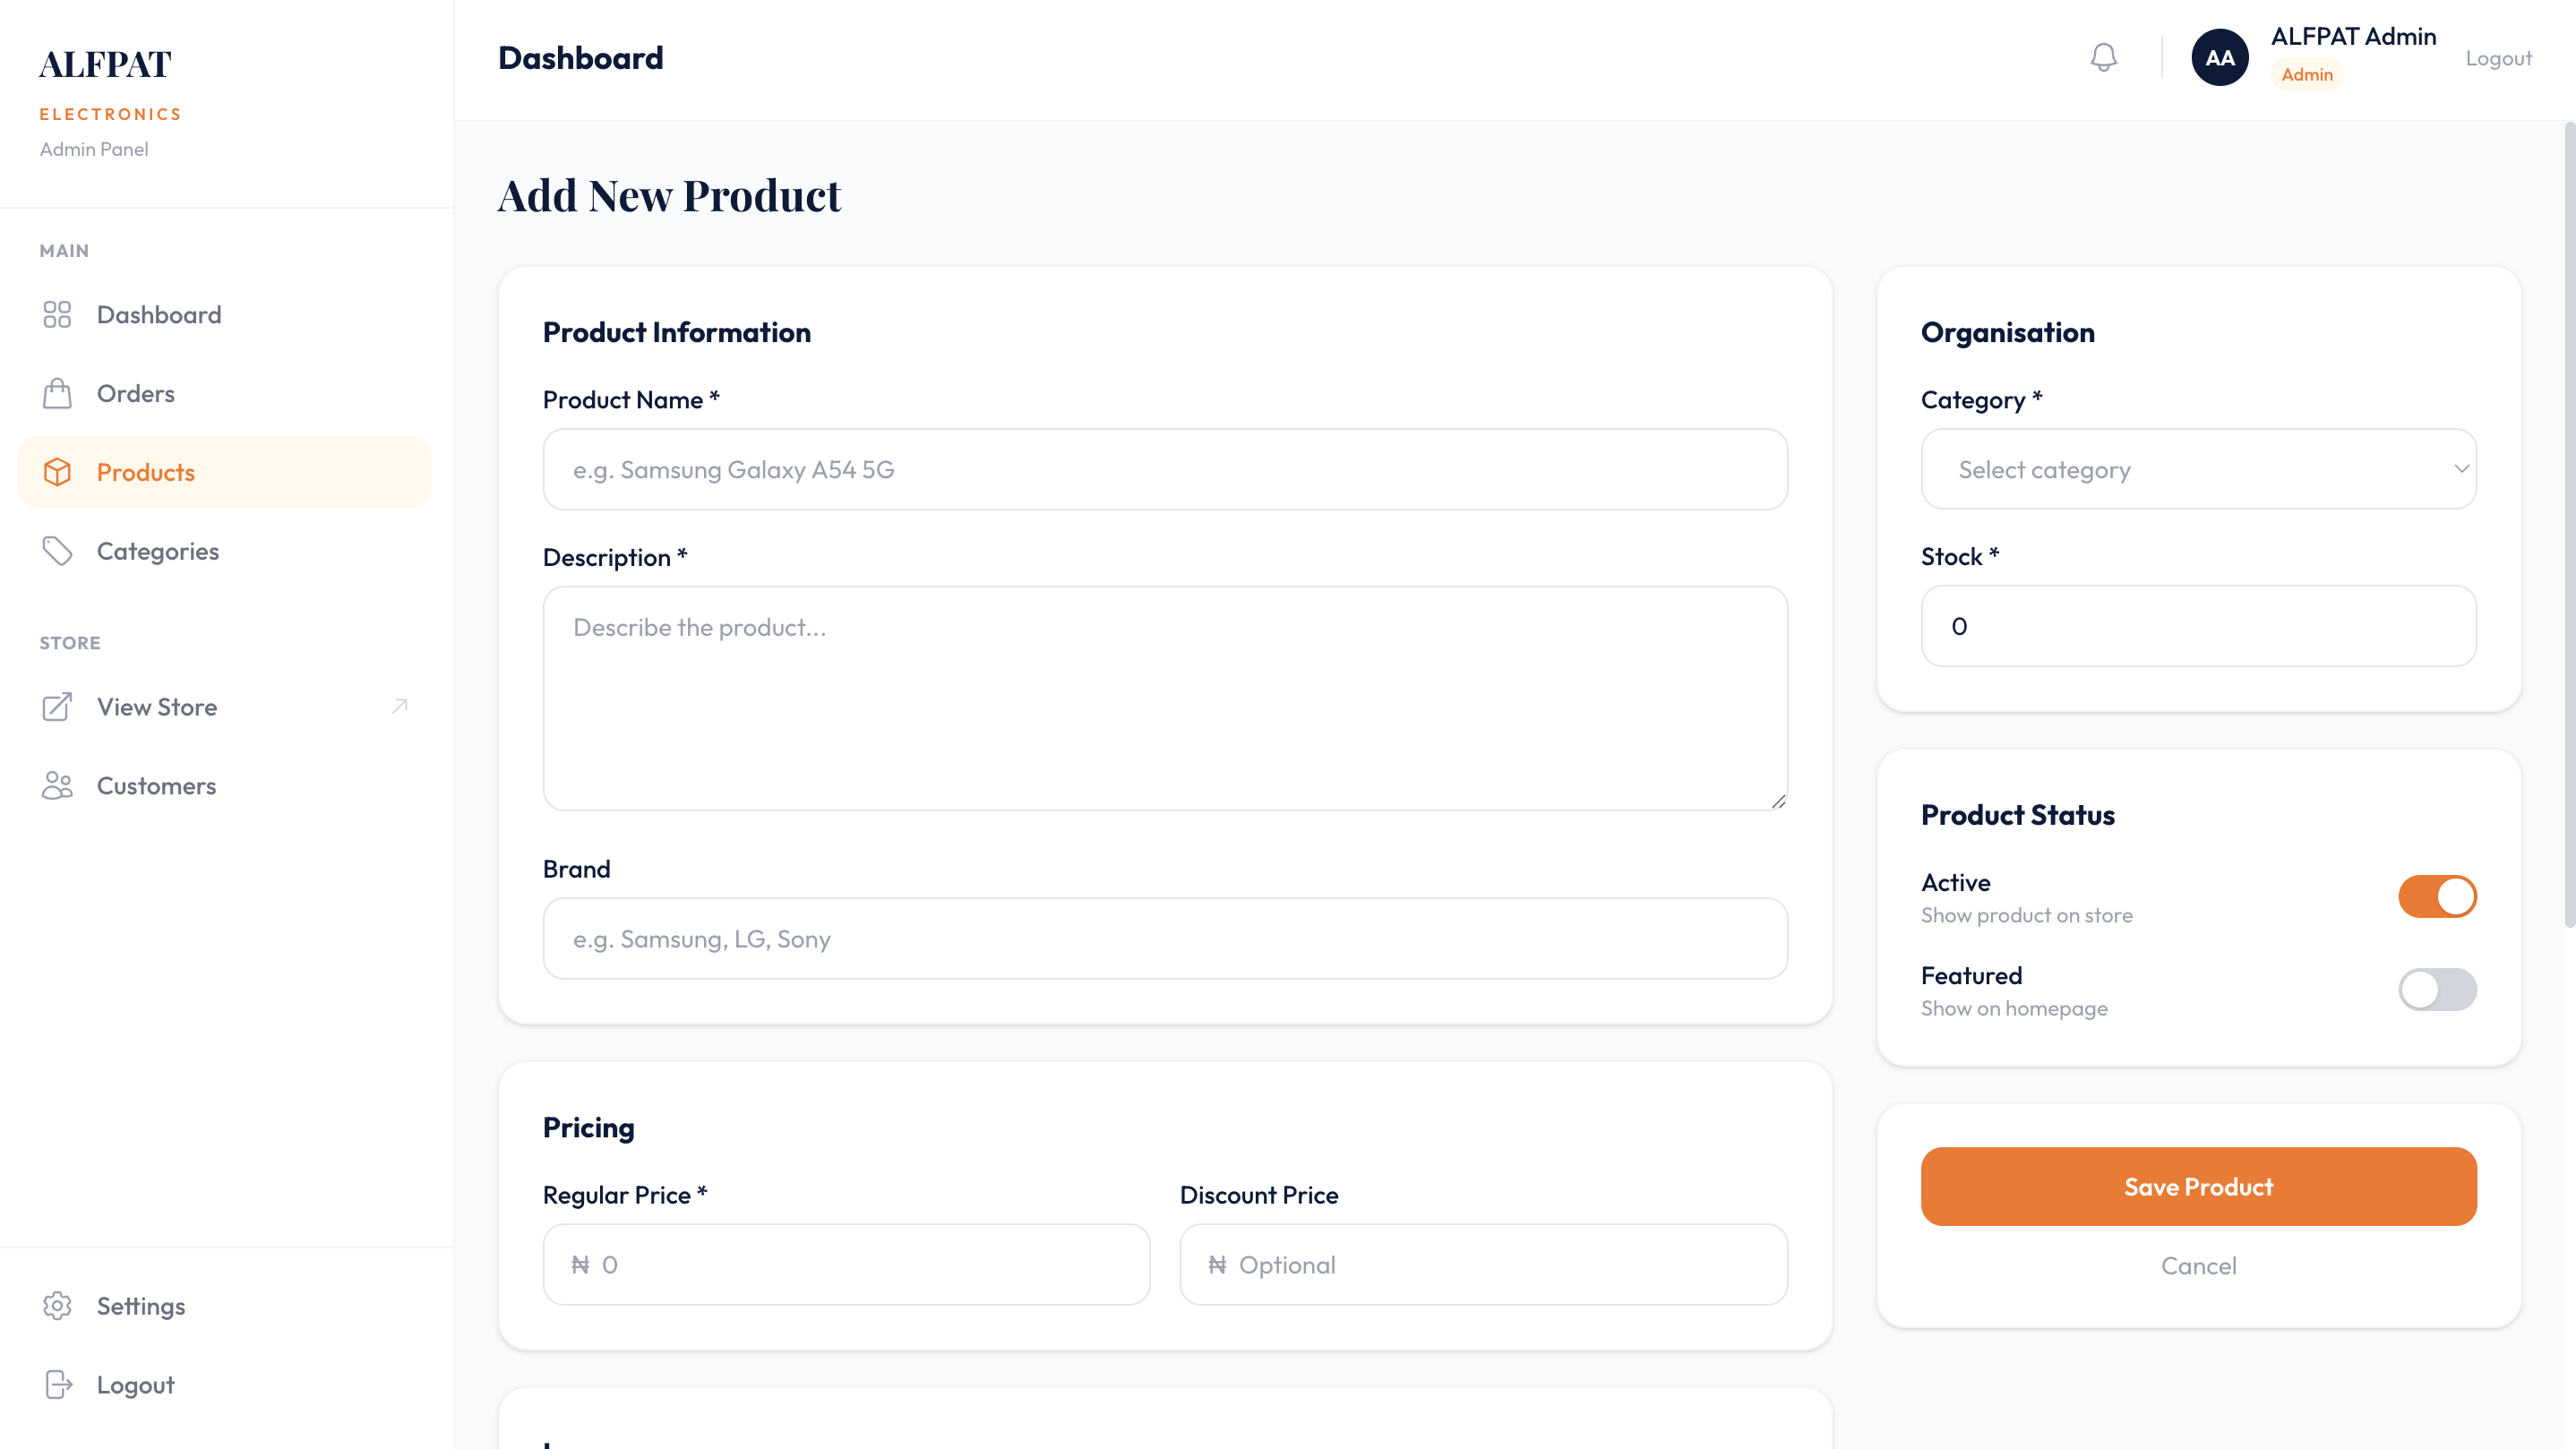 ALFPAT
ELECTRONICS
Admin Panel
MAIN
Dashboard
Orders
Products
Categories
STORE
View Store
Customers
Settings
Logout
Dashboard
AA
ALFPAT Admin
Admin
Logout
Add New Product
Product Information
Product Name *
e.g. Samsung Galaxy A54 5G
Description *
Describe the product...
Brand
e.g. Samsung, LG, Sony
Pricing
Regular Price *
₦ 0
Discount Price
₦ Optional
Organisation
Category *
Select category
Stock *
0
Product Status
Active
Show product on store
Featured
Show on homepage
Save Product
Cancel